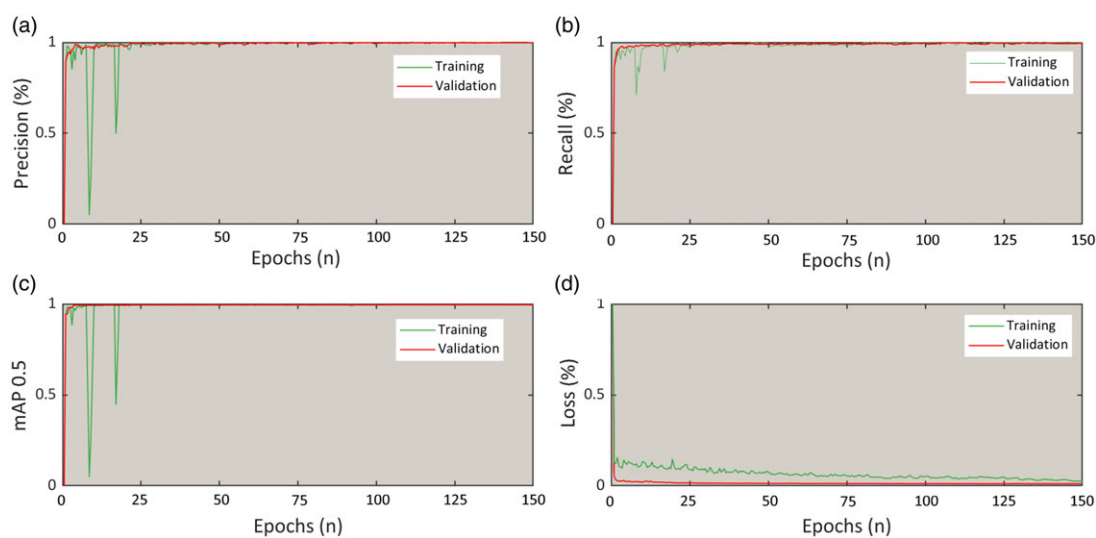 (a)
Precision (%)
1
0.5
0
Training
Validation
0 25 50 75 100 125 150
Epochs (n)
(b)
Recall (%)
1
0.5
0
Training
Validation
0 25 50 75 100 125 150
Epochs (n)
(c)
mAP 0.5
1
0.5
0
Training
Validation
0 25 50 75 100 125 150
Epochs (n)
(d)
Loss (%)
1
0.5
0
Training
Validation
0 25 50 75 100 125 150
Epochs (n)